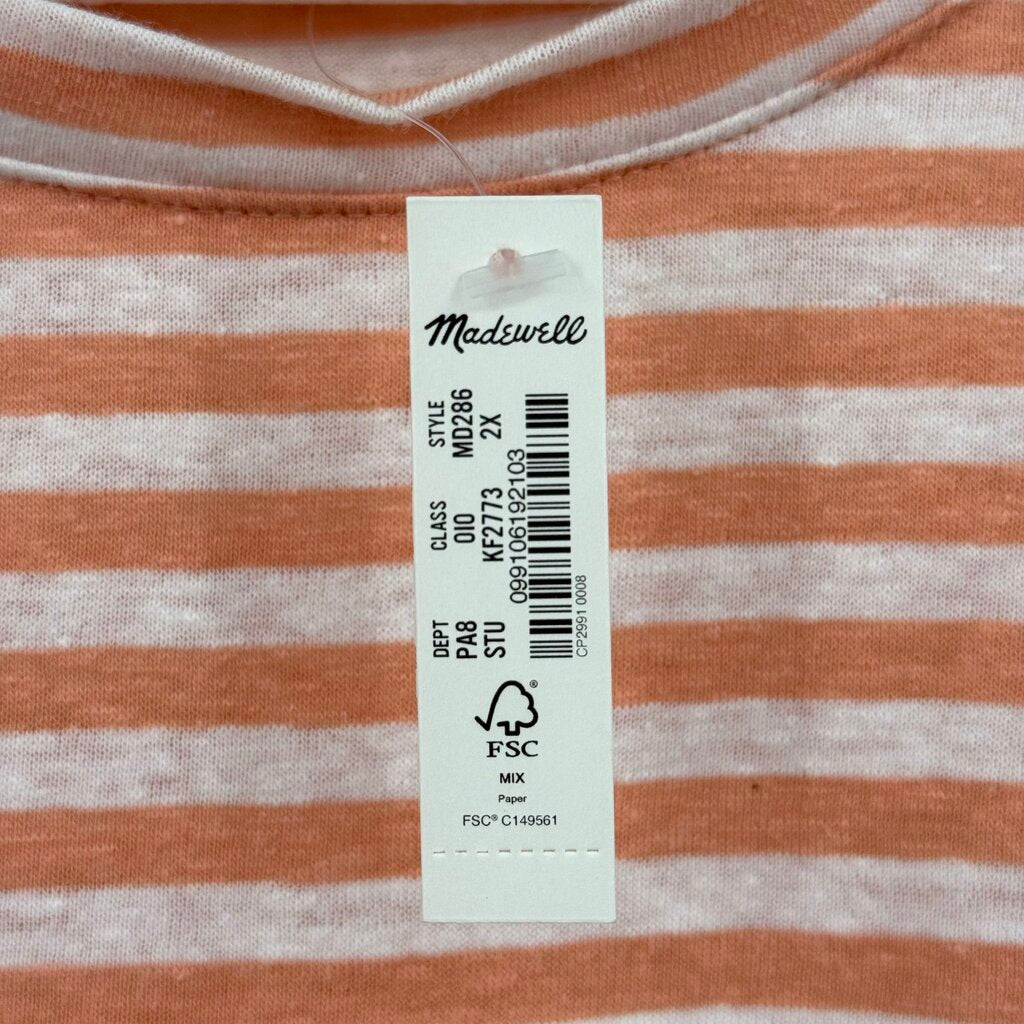 Madewell
DEPT CLASS STYLE
PA8 010 MD286
STU KF2773 2X
099106192103
CP2991 0008
®
FSC
MIX
Paper
FSC® C149561